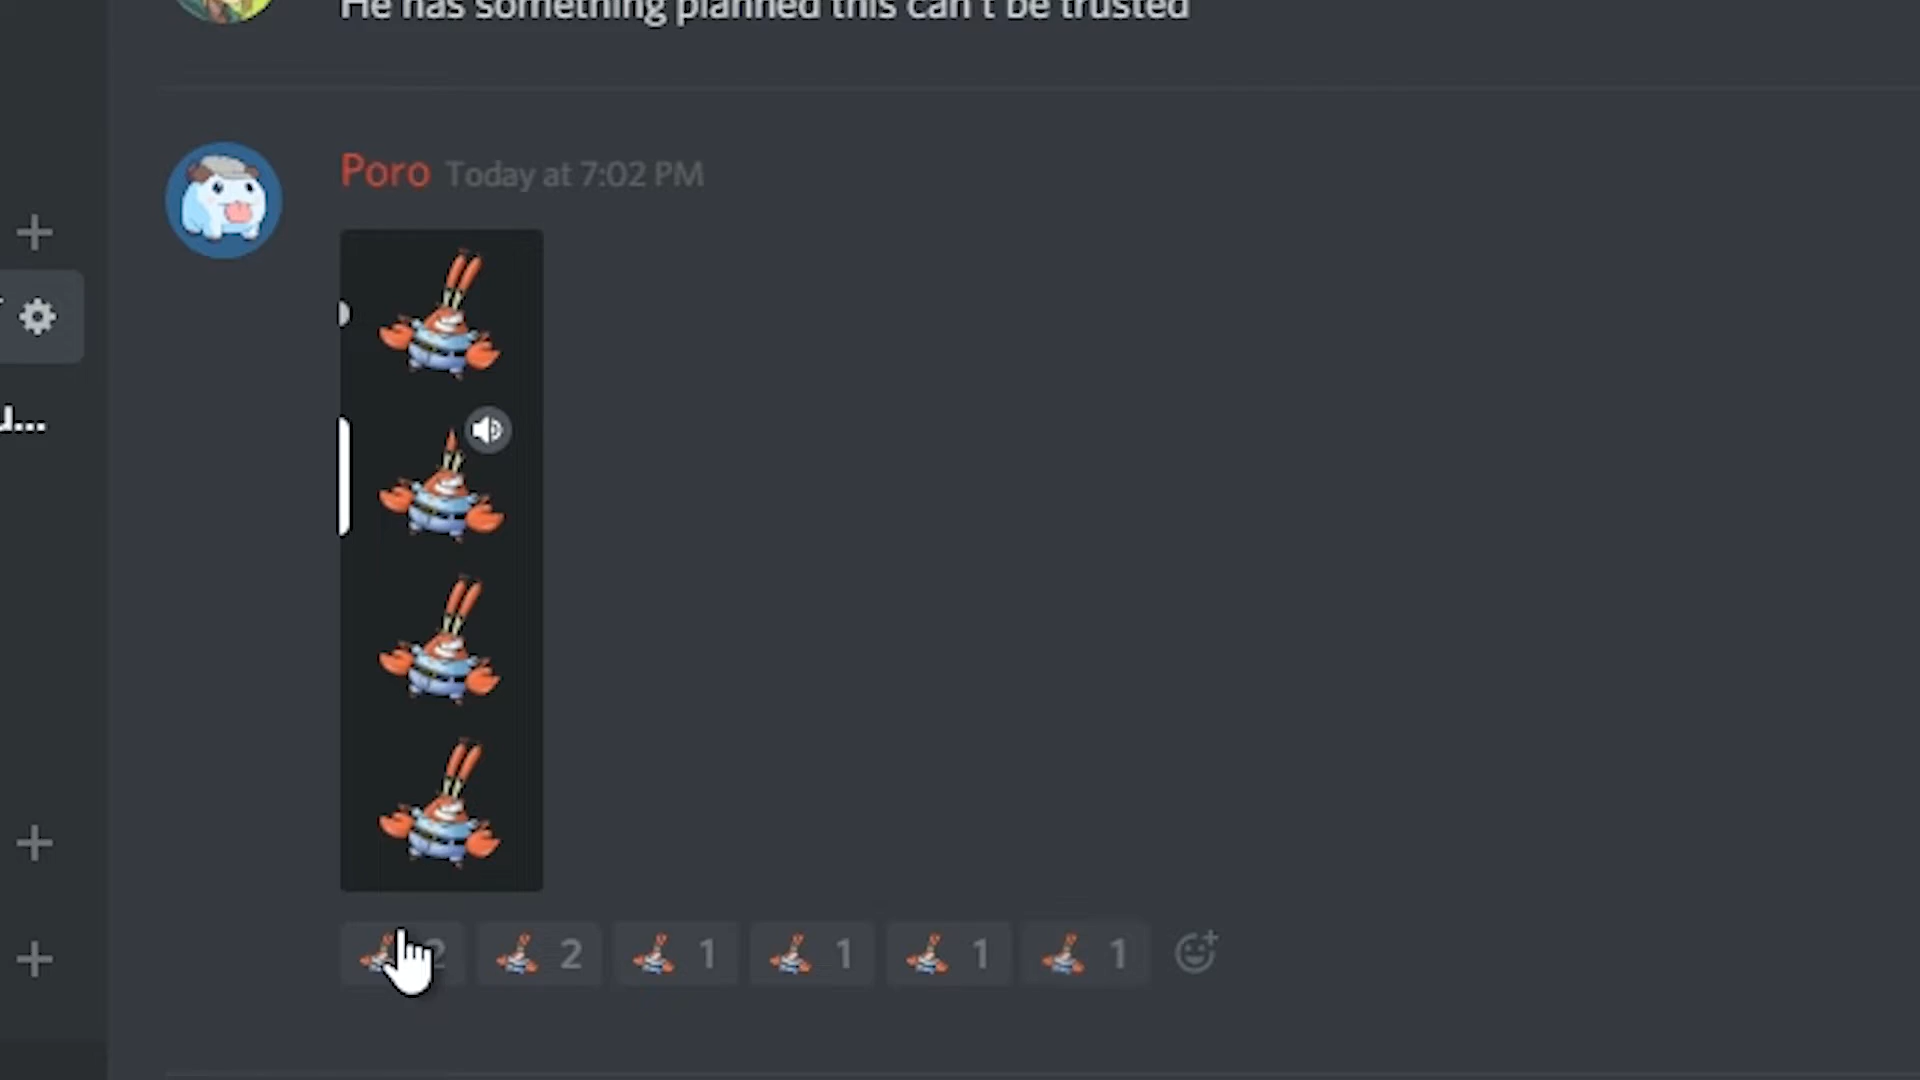 He has something planned this can't be trusted
Poro Today at 7:02 PM
u...
2 2 1 1 1 1